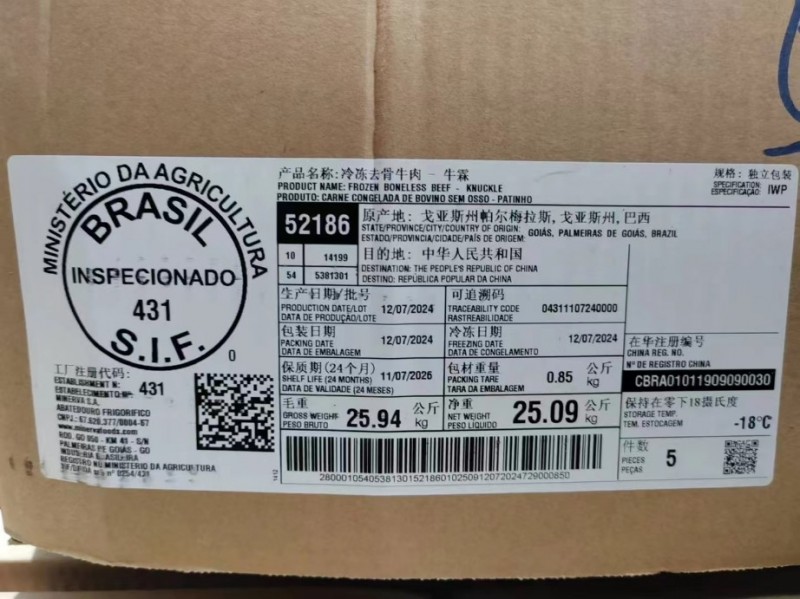 MINISTÉRIO DA AGRICULTURA
BRASIL
INSPECIONADO
431
S.I.F.
0
工厂注册代码:
ESTABLISHMENT N:
431
MINERVA S.A.
ABATEDOURO FRIGORIFICO
www.minervafoods.com
ROD. GO 050 - KM 41 - S/N
PALMEIRAS DE GOIÁS - GO
REGISTRO NO MINISTÉRIO DA AGRICULTURA
产品名称:冷冻去骨牛肉 - 牛霖
PRODUCT NAME: FROZEN BONELESS BEEF - KNUCKLE
PRODUTO: CARNE CONGELADA DE BOVINO SEM OSSO - PATINHO
规格: 独立包装
SPECIFICATION:
ESPECIFICAÇÃO:
IWP
52186
原产地: 戈亚斯州帕尔梅拉斯, 戈亚斯州, 巴西
STATE/PROVINCE/CITY/COUNTRY OF ORIGIN:
ESTADO/PROVINCIA/CIDADE/PAÍS DE ORIGEM:
GOIÁS, PALMEIRAS DE GOIÁS, BRAZIL
10 14199
54 5381301
目的地: 中华人民共和国
DESTINATION: THE PEOPLE'S REPUBLIC OF CHINA
DESTINO: REPÚBLICA POPULAR DA CHINA
生产日期/批号
PRODUCTION DATE/LOT
DATA DE PRODUÇÃO/LOTE
12/07/2024
可追溯码
TRACEABILITY CODE
RASTREABILIDADE
04311107240000
包装日期
PACKING DATE
DATA DE EMBALAGEM
12/07/2024
冷冻日期
FREEZING DATE
DATA DE CONGELAMENTO
12/07/2024
在华注册编号
CHINA REG. NO.
Nº DE REGISTRO CHINA
CBRA01011909090030
保质期(24个月)
SHELF LIFE (24 MONTHS)
DATA DE VALIDADE (24 MESES)
11/07/2026
包材重量
PACKING TARE
TARA DA EMBALAGEM
0.85
公斤
kg
保持在零下18摄氏度
STORAGE TEMP.
TEM. ESTOCAGEM
-18°C
毛重
GROSS WEIGHT
PESO BRUTO
25.94
公斤
kg
净重
NET WEIGHT
PESO LÍQUIDO
25.09
公斤
kg
件数
PIECES
PEÇAS
5
28000105405381301521860102509120720247290008​50